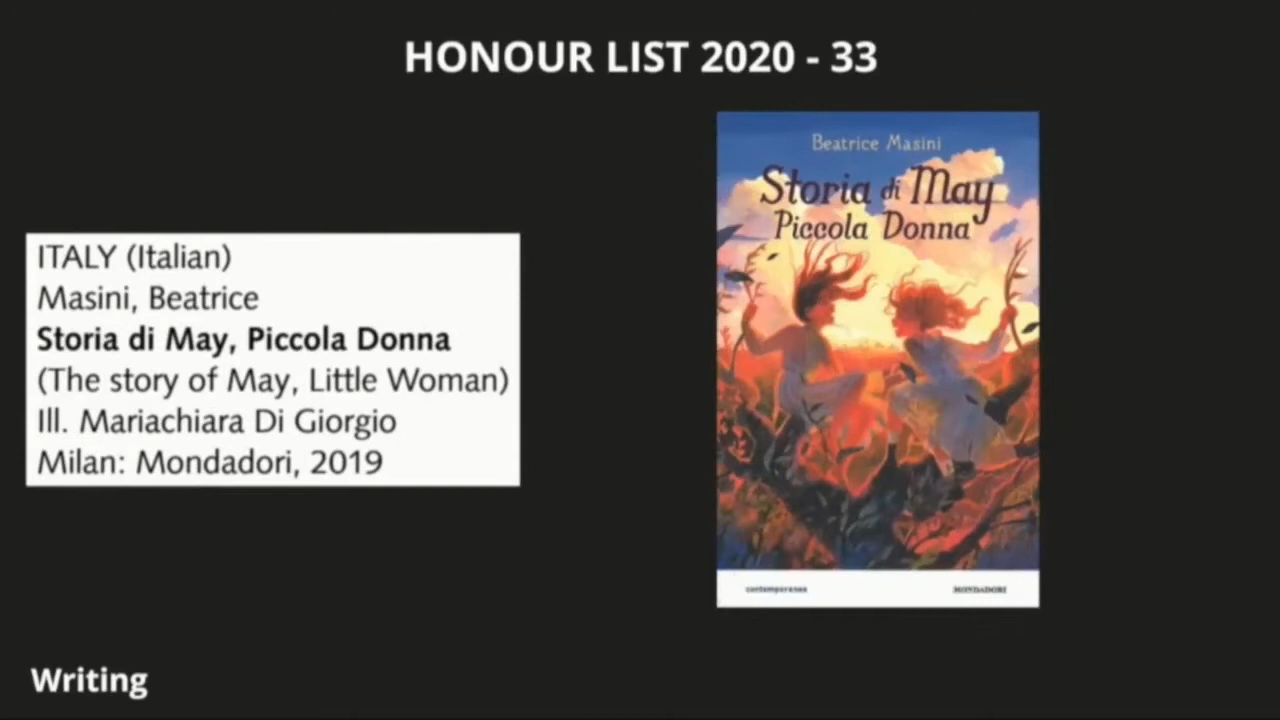 HONOUR LIST 2020 - 33
ITALY (Italian)
Masini, Beatrice
Storia di May, Piccola Donna
(The story of May, Little Woman)
Ill. Mariachiara Di Giorgio
Milan: Mondadori, 2019
Beatrice Masini
Storia di May
Piccola Donna
contemporanea
MONDADORI
Writing